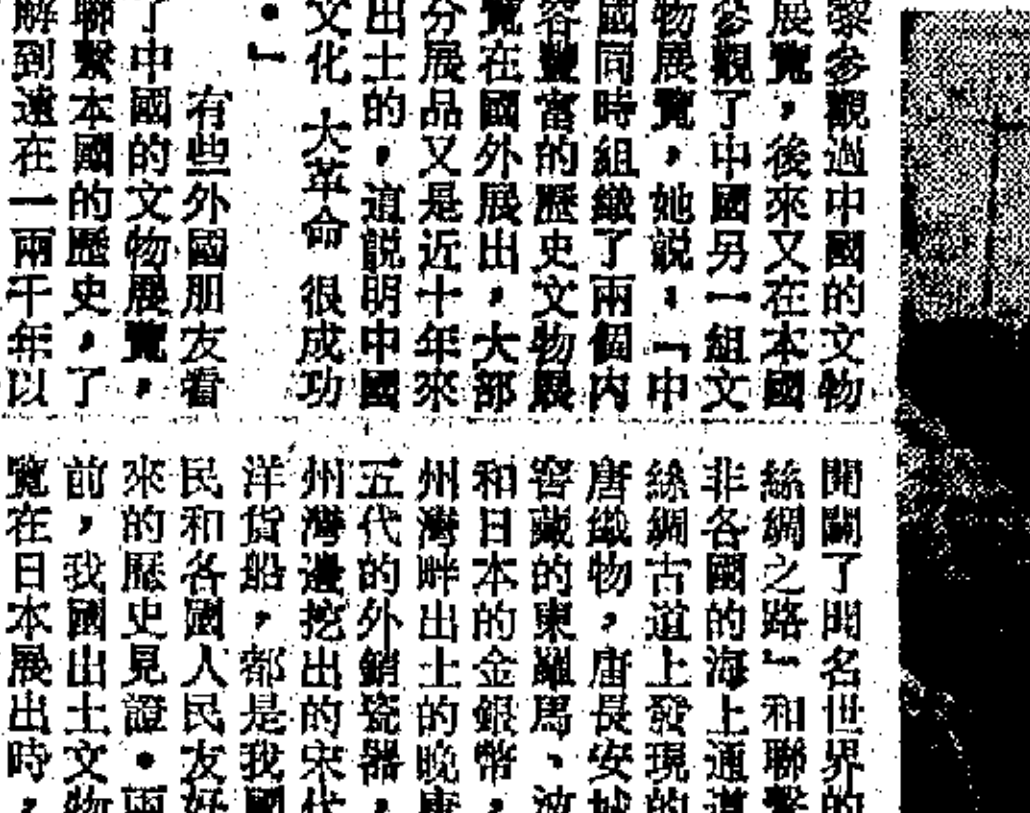 黎參觀過中國的文物
展覽，後來又在本國
參觀了中國另一組文
物展覽，她説：「中
國同時組織了兩個内
容豐富的歷史文物展
覽在國外展出，大部
分展品又是近十年來
出土的，這説明中國
文化大革命很成功
。」
有些外國朋友看
了中國的文物展覽，
聯繫本國的歷史，了
解到遠在一兩千年以
開闢了聞名世界的
絲綢之路」和聯繫
非各國的海上通道
絲綢古道上發現的
唐織物，唐長安城
窖藏的東羅馬、波
和日本的金銀幣，
州灣畔出土的晚唐
五代的外銷瓷器，
州灣邊挖出的宋代
洋貨船，都是我國
民和各國人民友好
來的歷史見證。兩
前，我國出土文物
覽在日本展出時，